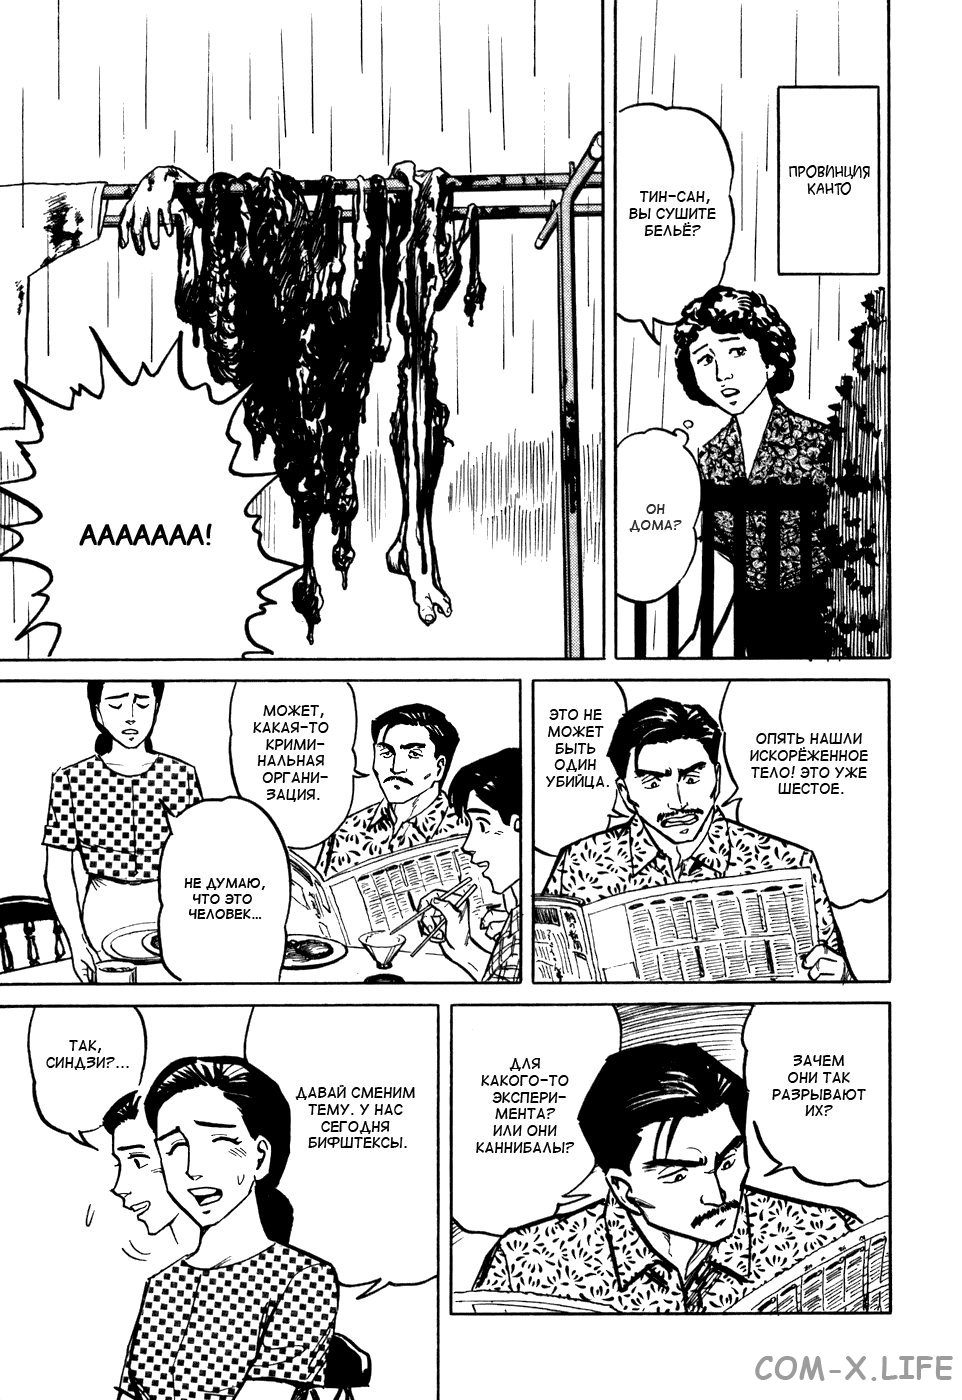 ПРОВИНЦИЯ
КАНТО
ТИН-САН,
ВЫ СУШИТЕ
БЕЛЬЁ?
ОН
ДОМА?
ААААААА!
ОПЯТЬ НАШЛИ
ИСКОРЁЖЕННОЕ
ТЕЛО! ЭТО УЖЕ
ШЕСТОЕ.
ЭТО НЕ
МОЖЕТ
БЫТЬ
ОДИН
УБИЙЦА.
МОЖЕТ,
КАКАЯ-ТО
КРИМИ-
НАЛЬНАЯ
ОРГАНИ-
ЗАЦИЯ.
НЕ ДУМАЮ,
ЧТО ЭТО
ЧЕЛОВЕК...
ЗАЧЕМ
ОНИ ТАК
РАЗРЫВАЮТ
ИХ?
ДЛЯ
КАКОГО-ТО
ЭКСПЕРИ-
МЕНТА?
ИЛИ ОНИ
КАННИБАЛЫ?
ДАВАЙ СМЕНИМ
ТЕМУ. У НАС
СЕГОДНЯ
БИФШТЕКСЫ.
ТАК,
СИНДЗИ?...
COM-X.LIFE